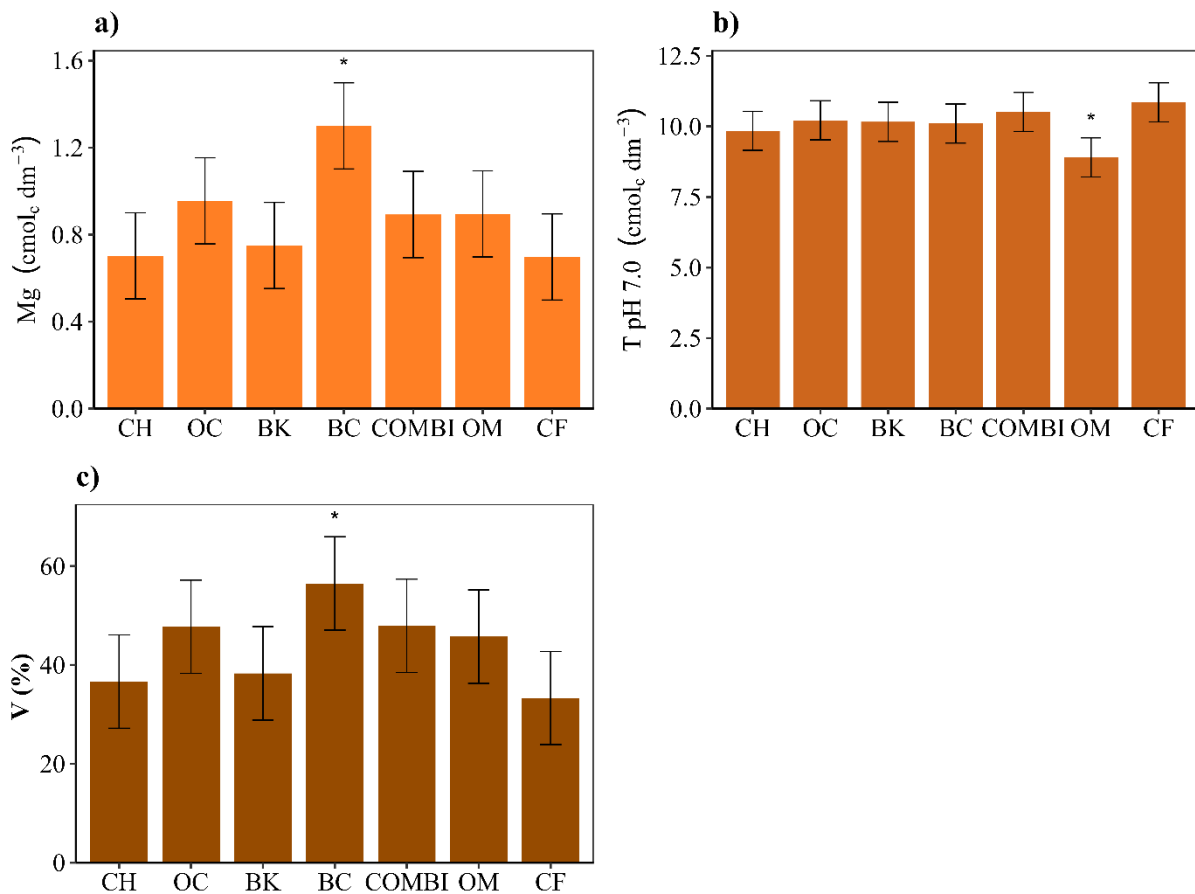 a)
Mg (cmol_c dm⁻³)
1.6
1.2
0.8
0.4
0.0
*
CH OC BK BC COMBI OM CF
b)
T pH 7.0 (cmol_c dm⁻³)
12.5
10.0
7.5
5.0
2.5
0.0
*
CH OC BK BC COMBI OM CF
c)
V (%)
60
40
20
0
*
CH OC BK BC COMBI OM CF